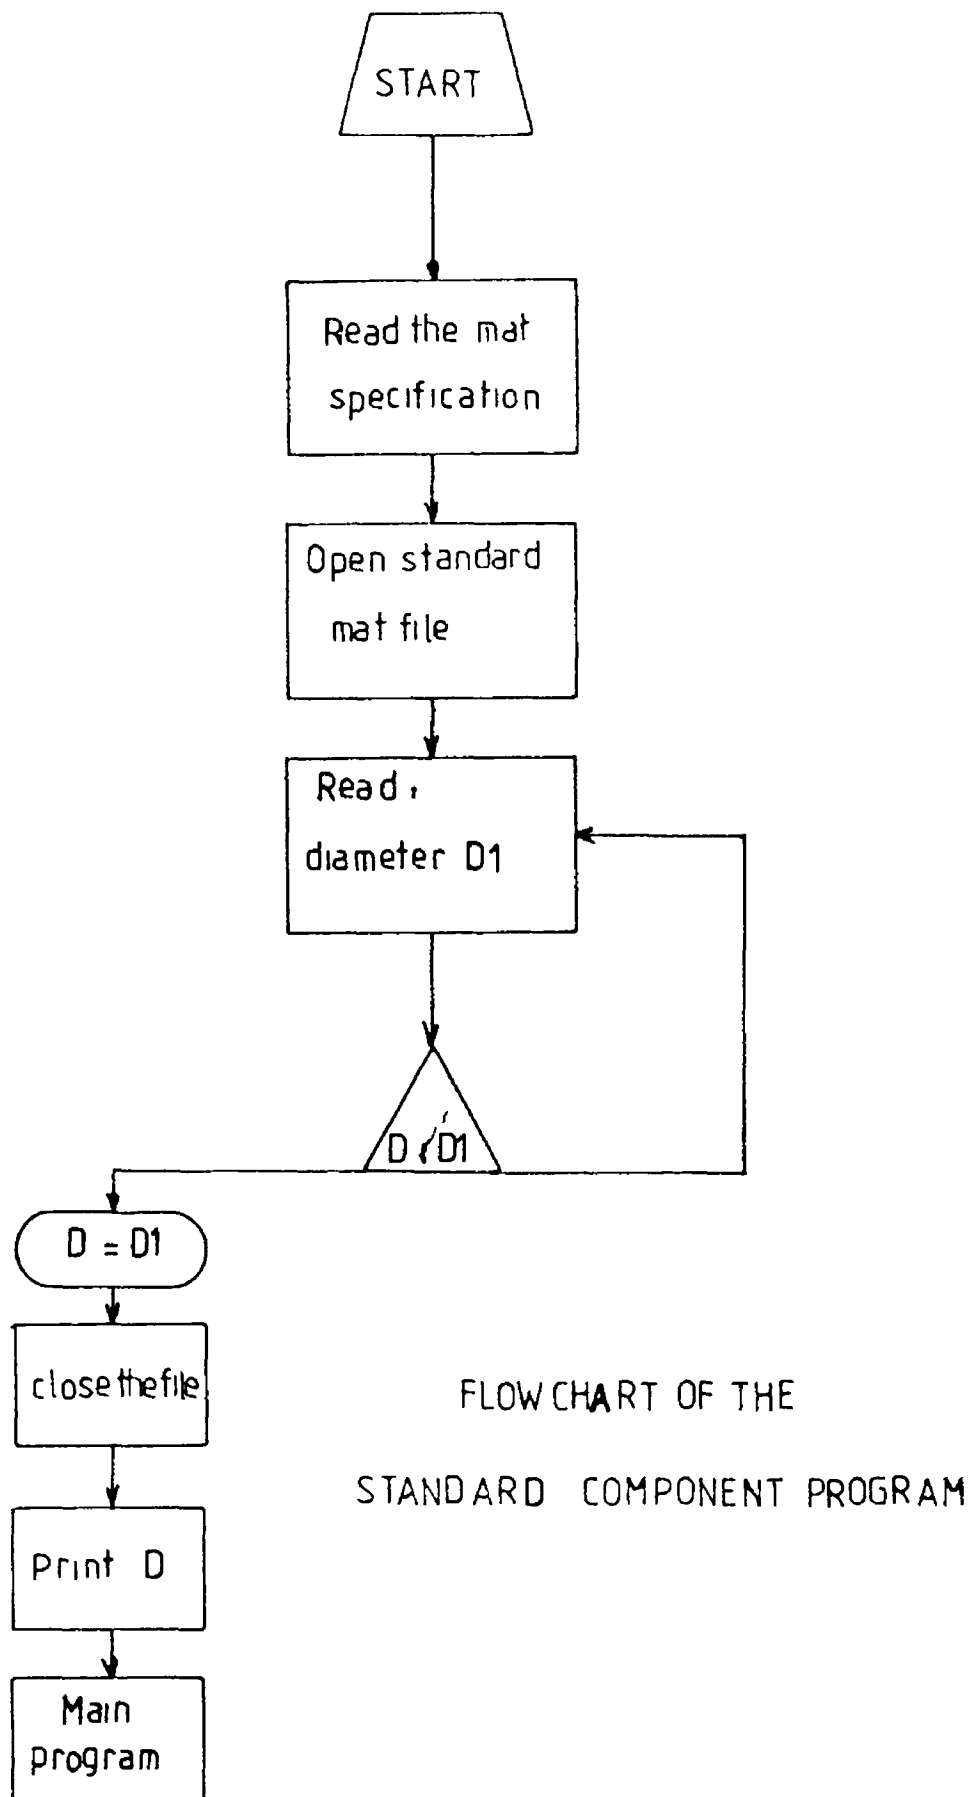 START
Read the mat
specification
Open standard
mat file
Read,
diameter D1
D D1
D = D1
close the file
Print D
Main
program
FLOW CHART OF THE
STANDARD COMPONENT PROGRAM